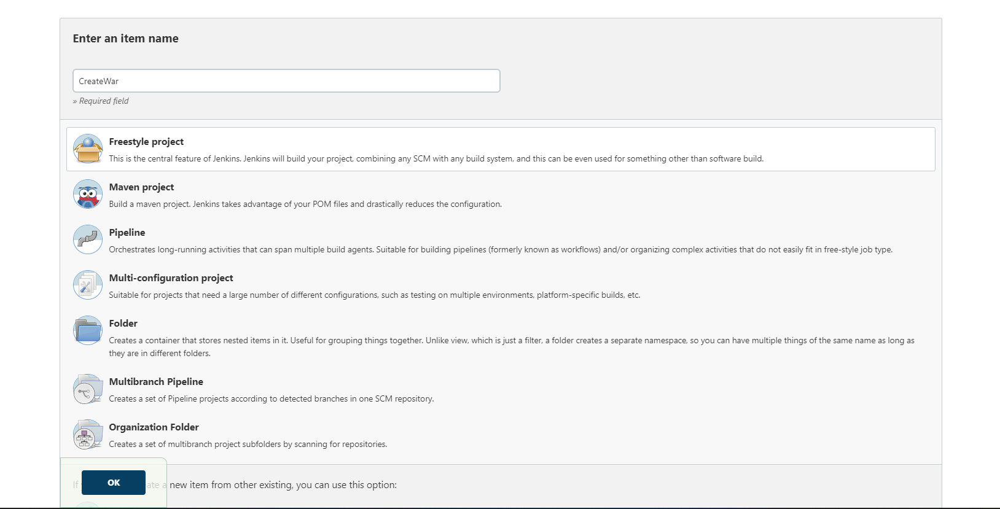 Enter an item name
CreateWar
» Required field
Freestyle project
This is the central feature of Jenkins. Jenkins will build your project, combining any SCM with any build system, and this can be even used for something other than software build.
Maven project
Build a maven project. Jenkins takes advantage of your POM files and drastically reduces the configuration.
Pipeline
Orchestrates long-running activities that can span multiple build agents. Suitable for building pipelines (formerly known as workflows) and/or organizing complex activities that do not easily fit in free-style job type.
Multi-configuration project
Suitable for projects that need a large number of different configurations, such as testing on multiple environments, platform-specific builds, etc.
Folder
Creates a container that stores nested items in it. Useful for grouping things together. Unlike view, which is just a filter, a folder creates a separate namespace, so you can have multiple things of the same name as long as
they are in different folders.
Multibranch Pipeline
Creates a set of Pipeline projects according to detected branches in one SCM repository.
Organization Folder
Creates a set of multibranch project subfolders by scanning for repositories.
OK
If a new item from other existing, you can use this option: